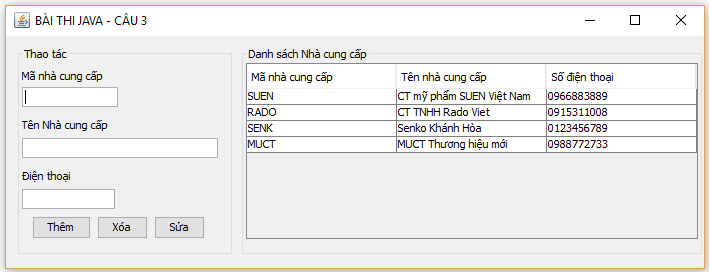 BÀI THI JAVA - CÂU 3
Thao tác
Mã nhà cung cấp
Tên Nhà cung cấp
Điện thoại
Thêm Xóa Sửa
Danh sách Nhà cung cấp
Mã nhà cung cấp Tên nhà cung cấp Số điện thoại
SUEN CT mỹ phẩm SUEN Việt Nam 0966883889
RADO CT TNHH Rado Viet 0915311008
SENK Senko Khánh Hòa 0123456789
MUCT MUCT Thương hiệu mới 0988772733